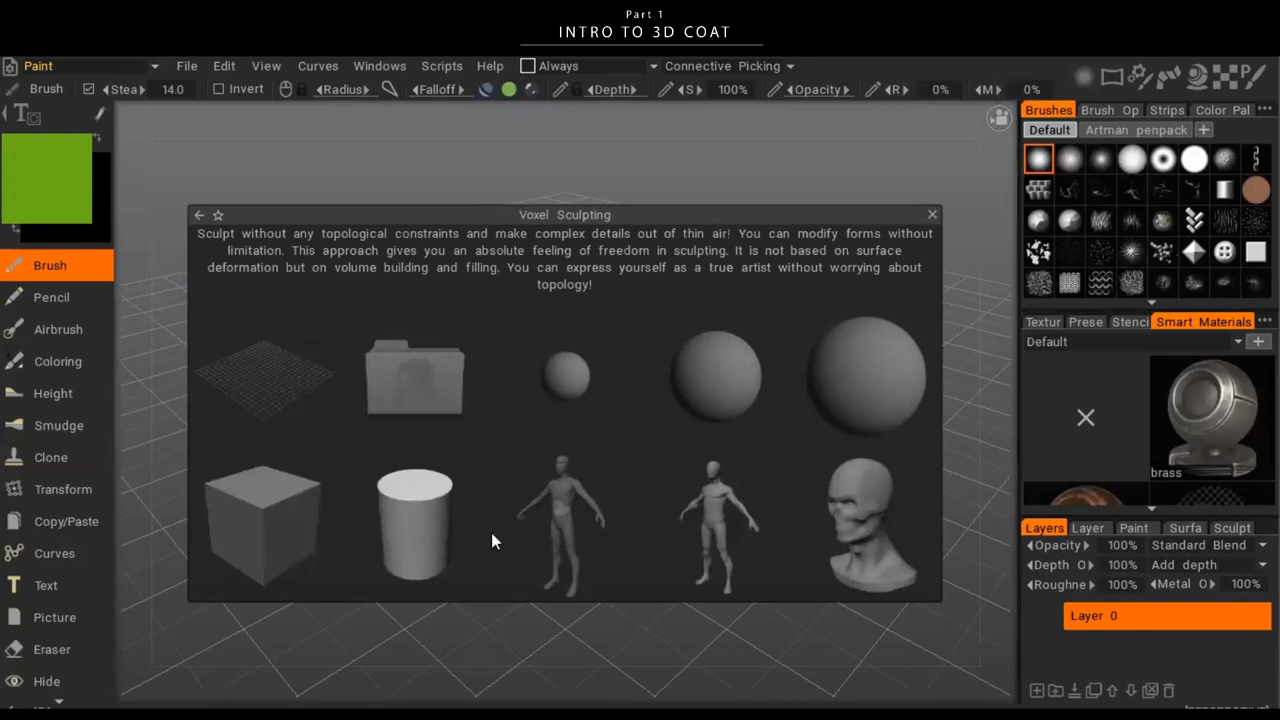 Part 1
INTRO TO 3D COAT
Paint File Edit View Curves Windows Scripts Help Always Connective Picking
Brush Stea 14.0 Invert Radius Falloff Depth S 100% Opacity R 0% M 0%
Brushes Brush Op Strips Color Pal
Default Artman penpack
Voxel Sculpting
Sculpt without any topological constraints and make complex details out of thin air! You can modify forms without
limitation. This approach gives you an absolute feeling of freedom in sculpting. It is not based on surface
deformation but on volume building and filling. You can express yourself as a true artist without worrying about
topology!
Brush
Pencil
Airbrush
Coloring
Height
Smudge
Clone
Transform
Copy/Paste
Curves
Text
Picture
Eraser
Hide
Textur Prese Stenci Smart Materials
Default
brass
Layers Layer Paint Surfa Sculpt
Opacity 100% Standard Blend
Depth O 100% Add depth
Roughne 100% Metal O 100%
Layer 0